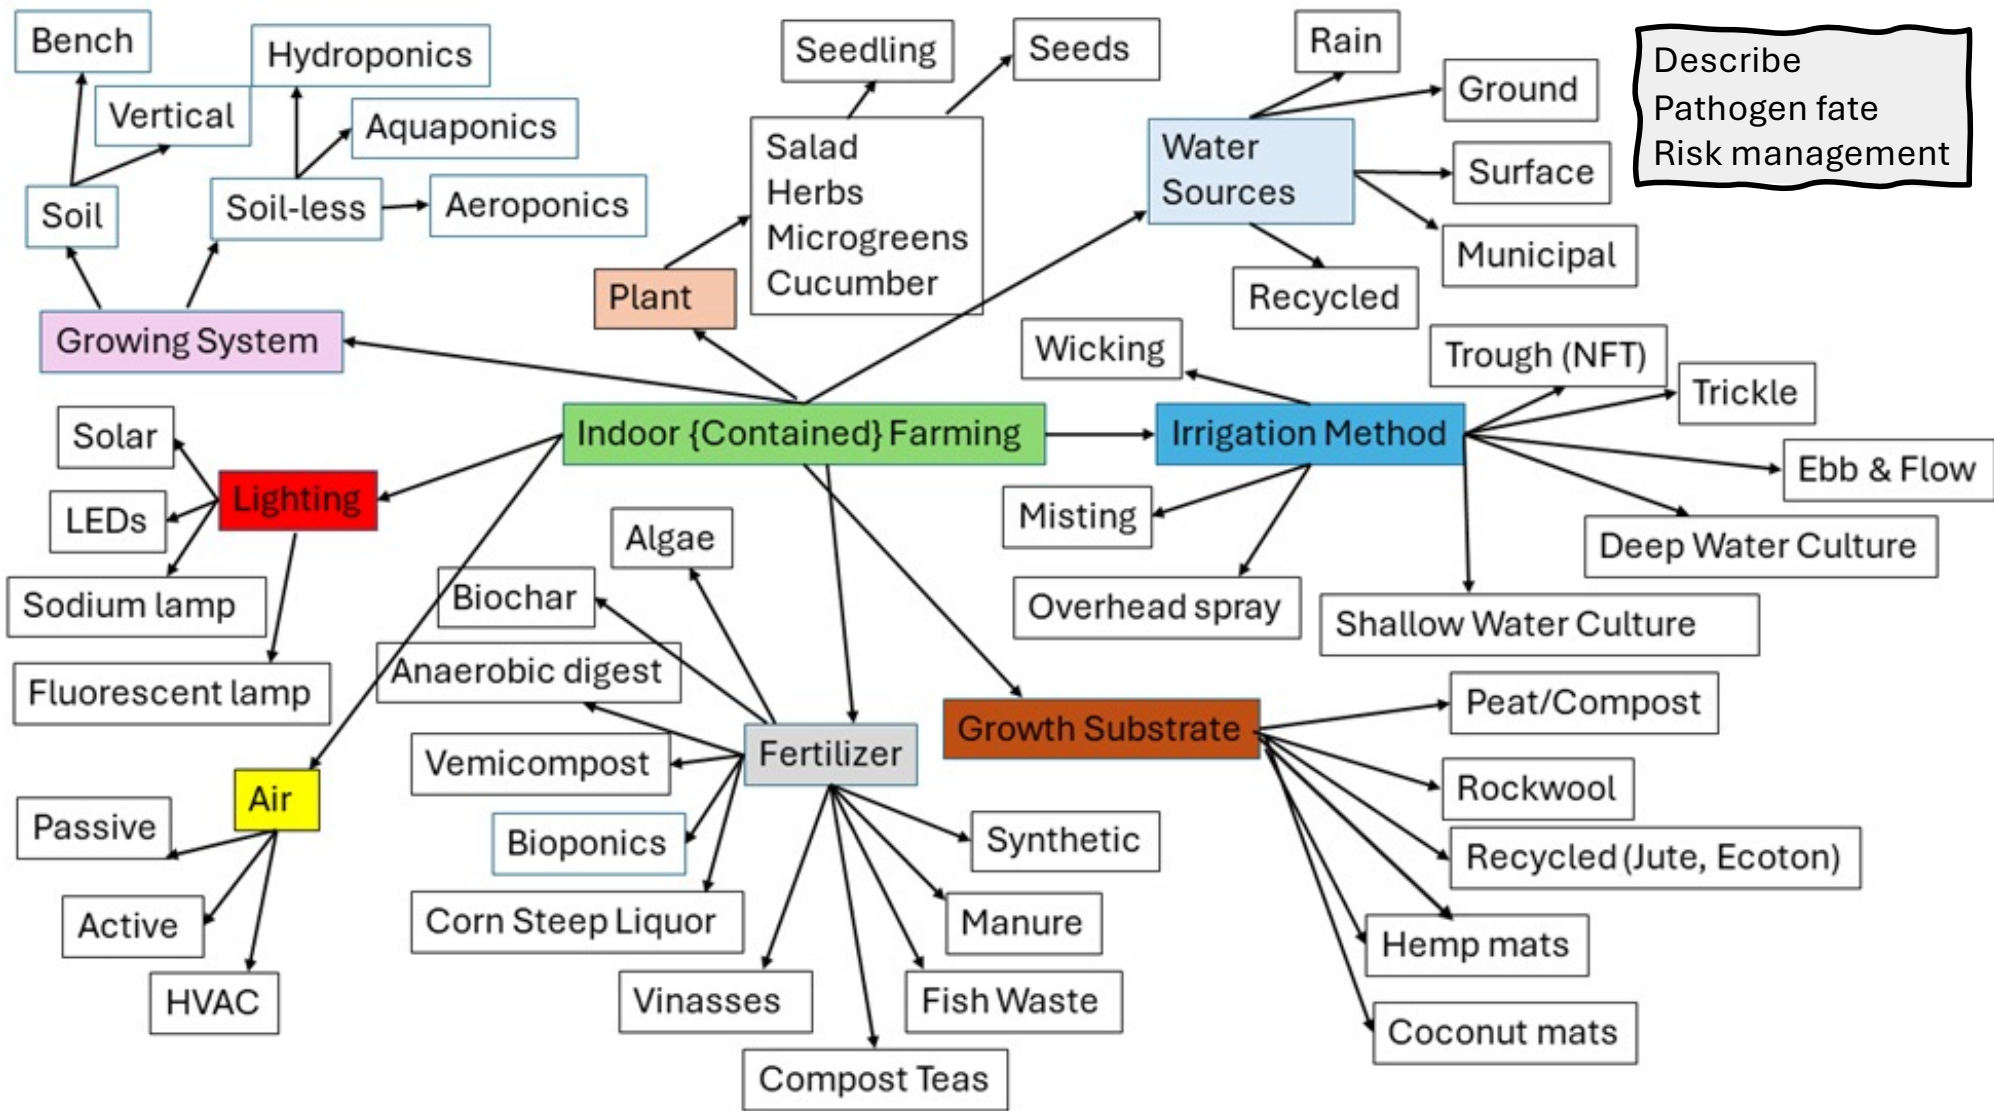 Bench
Hydroponics
Vertical
Aquaponics
Soil
Soil-less
Aeroponics
Growing System
Seedling
Seeds
Salad
Herbs
Microgreens
Cucumber
Plant
Rain
Ground
Water
Sources
Surface
Municipal
Recycled
Describe
Pathogen fate
Risk management
Wicking
Trough (NFT)
Trickle
Indoor {Contained} Farming
Irrigation Method
Ebb & Flow
Misting
Deep Water Culture
Overhead spray
Shallow Water Culture
Solar
Lighting
LEDs
Sodium lamp
Fluorescent lamp
Algae
Biochar
Anaerobic digest
Vemicompost
Fertilizer
Bioponics
Corn Steep Liquor
Synthetic
Manure
Vinasses
Fish Waste
Compost Teas
Growth Substrate
Peat/Compost
Rockwool
Recycled (Jute, Ecoton)
Hemp mats
Coconut mats
Air
Passive
Active
HVAC